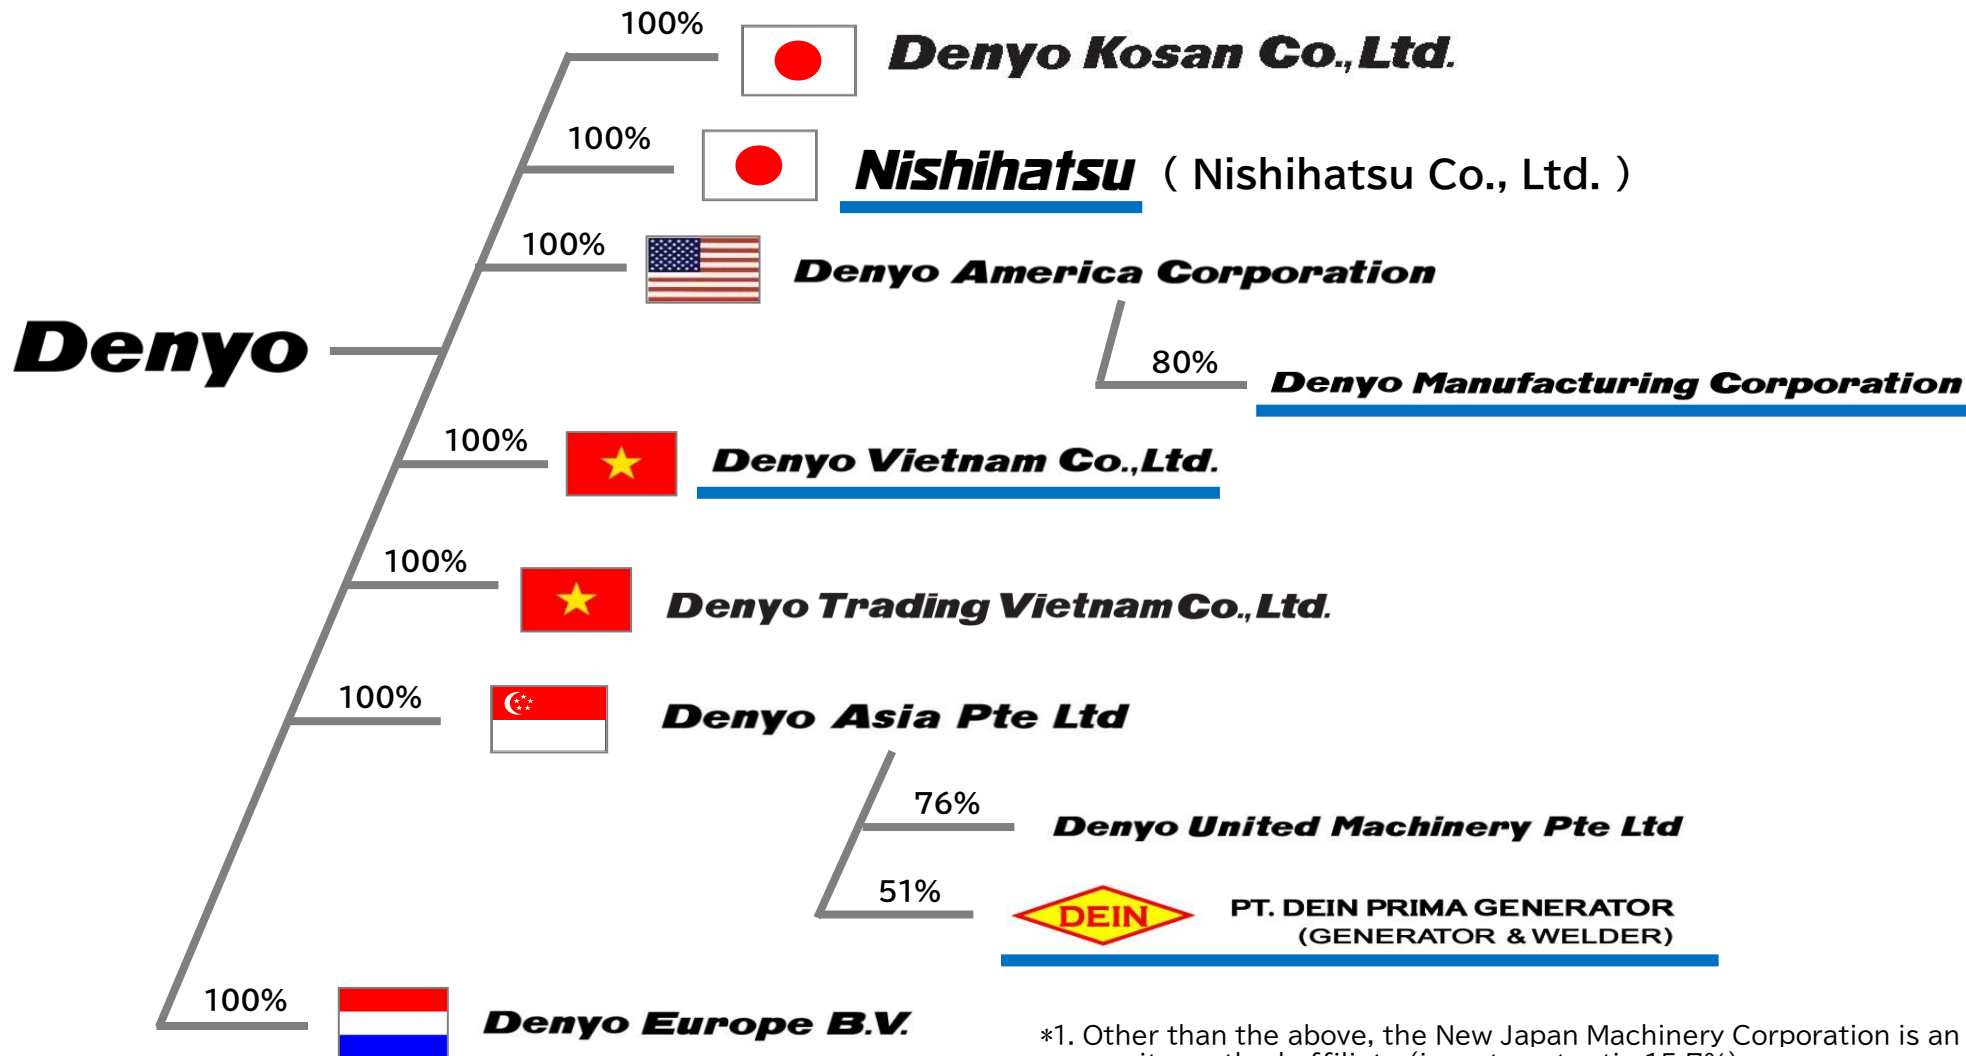 100%
Denyo Kosan Co.,Ltd.
100%
Nishihatsu ( Nishihatsu Co., Ltd. )
100%
Denyo America Corporation
Denyo
80%
Denyo Manufacturing Corporation
100%
Denyo Vietnam Co.,Ltd.
100%
Denyo Trading Vietnam Co.,Ltd.
100%
Denyo Asia Pte Ltd
76%
Denyo United Machinery Pte Ltd
51%
DEIN PT. DEIN PRIMA GENERATOR
(GENERATOR & WELDER)
100%
Denyo Europe B.V.
*1. Other than the above, the New Japan Machinery Corporation is an